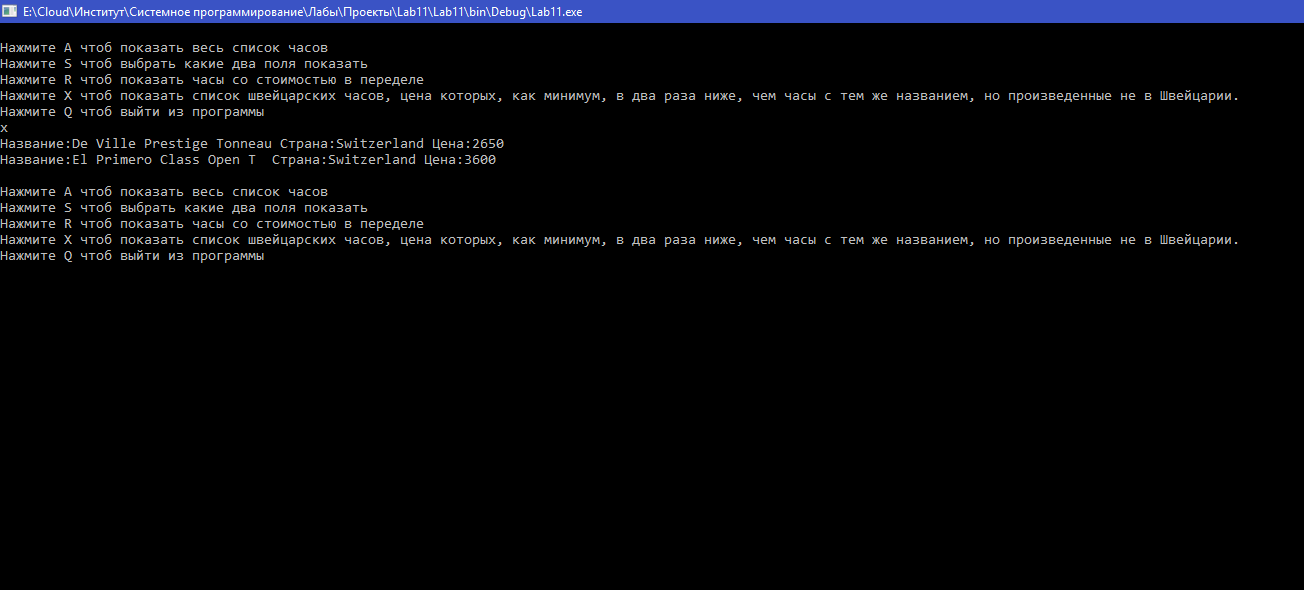 E:\Cloud\Институт\Системное программирование\Лабы\Проекты\Lab11\Lab11\bin\Debug\Lab11.exe
Нажмите A чтоб показать весь список часов
Нажмите S чтоб выбрать какие два поля показать
Нажмите R чтоб показать часы со стоимостью в переделе
Нажмите X чтоб показать список швейцарских часов, цена которых, как минимум, в два раза ниже, чем часы с тем же названием, но произведенные не в Швейцарии.
Нажмите Q чтоб выйти из программы
x
Название:De Ville Prestige Tonneau Страна:Switzerland Цена:2650
Название:El Primero Class Open T  Страна:Switzerland Цена:3600
Нажмите A чтоб показать весь список часов
Нажмите S чтоб выбрать какие два поля показать
Нажмите R чтоб показать часы со стоимостью в переделе
Нажмите X чтоб показать список швейцарских часов, цена которых, как минимум, в два раза ниже, чем часы с тем же названием, но произведенные не в Швейцарии.
Нажмите Q чтоб выйти из программы